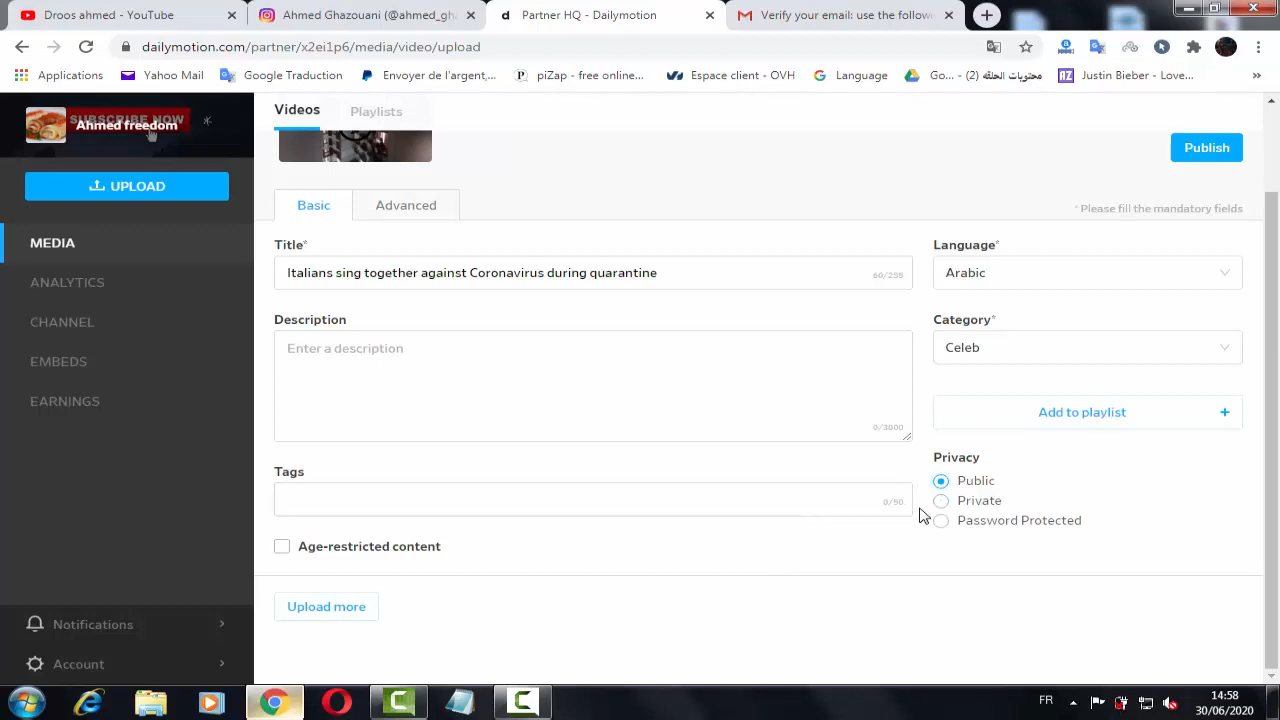 Droos ahmed - YouTube
Ahmed Ghazouani (@ahmed_gh
Partner HQ - Dailymotion
Verify your email: use the follow
dailymotion.com/partner/x2ei1p6/media/video/upload
Applications
Yahoo Mail
Google Traduction
Envoyer de l'argent,...
piZap - free online...
Espace client - OVH
Language
Go... (2) محتويات الحلقه
Justin Bieber - Love...
SUBSCRIBE NOW
Ahmed freedom
Videos
Playlists
Publish
UPLOAD
MEDIA
ANALYTICS
CHANNEL
EMBEDS
EARNINGS
Notifications
Account
Basic
Advanced
* Please fill the mandatory fields
Title*
Italians sing together against Coronavirus during quarantine
60/255
Language*
Arabic
Description
Enter a description
0/3000
Category*
Celeb
Add to playlist +
Tags
0/50
Privacy
Public
Private
Password Protected
Age-restricted content
Upload more
FR
14:58
30/06/2020